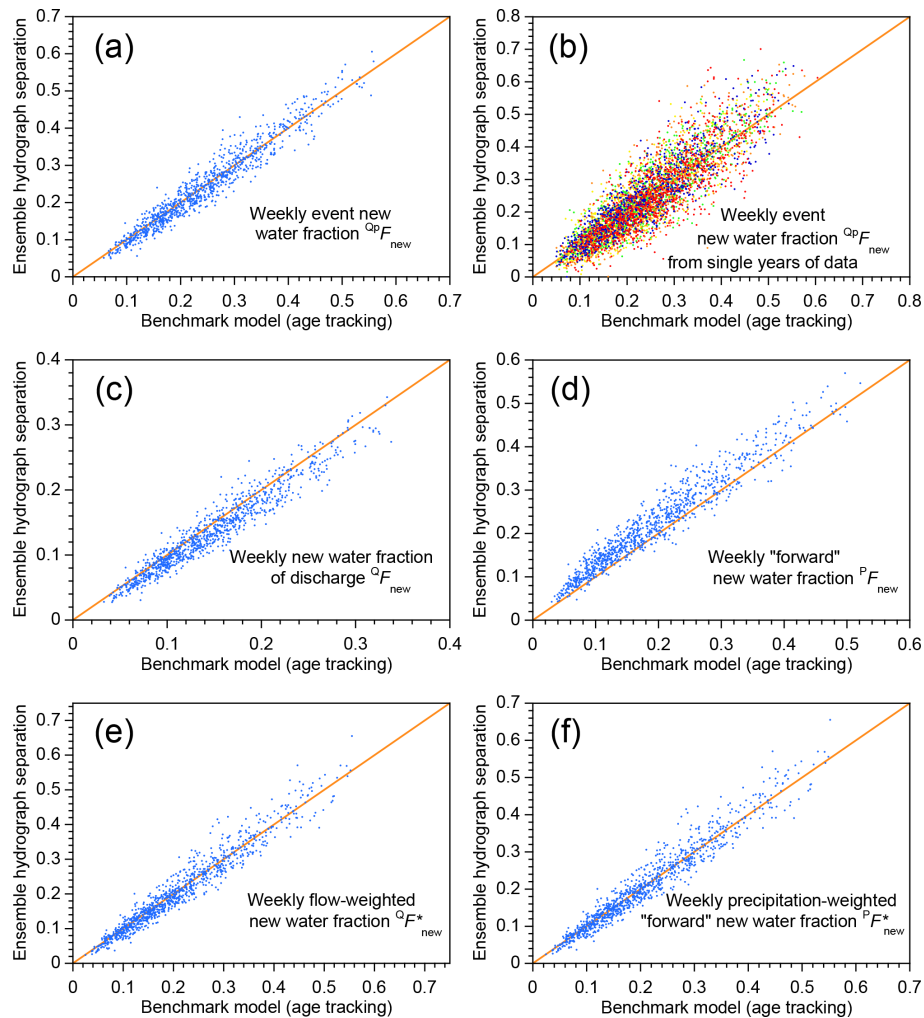 (a)
Ensemble hydrograph separation
0.7
0.6
0.5
0.4
0.3
0.2
0.1
0
Weekly event new
water fraction QpFnew
0 0.1 0.2 0.3 0.4 0.5 0.6 0.7
Benchmark model (age tracking)
(b)
Ensemble hydrograph separation
0.8
0.7
0.6
0.5
0.4
0.3
0.2
0.1
0
Weekly event
new water fraction QpFnew
from single years of data
0 0.1 0.2 0.3 0.4 0.5 0.6 0.7 0.8
Benchmark model (age tracking)
(c)
Ensemble hydrograph separation
0.4
0.3
0.2
0.1
0
Weekly new water fraction
of discharge QFnew
0 0.1 0.2 0.3 0.4
Benchmark model (age tracking)
(d)
Ensemble hydrograph separation
0.6
0.5
0.4
0.3
0.2
0.1
0
Weekly "forward"
new water fraction PFnew
0 0.1 0.2 0.3 0.4 0.5 0.6
Benchmark model (age tracking)
(e)
Ensemble hydrograph separation
0.7
0.6
0.5
0.4
0.3
0.2
0.1
0
Weekly flow-weighted
new water fraction QF*new
0 0.1 0.2 0.3 0.4 0.5 0.6 0.7
Benchmark model (age tracking)
(f)
Ensemble hydrograph separation
0.7
0.6
0.5
0.4
0.3
0.2
0.1
0
Weekly precipitation-weighted
"forward" new water fraction PF*new
0 0.1 0.2 0.3 0.4 0.5 0.6 0.7
Benchmark model (age tracking)